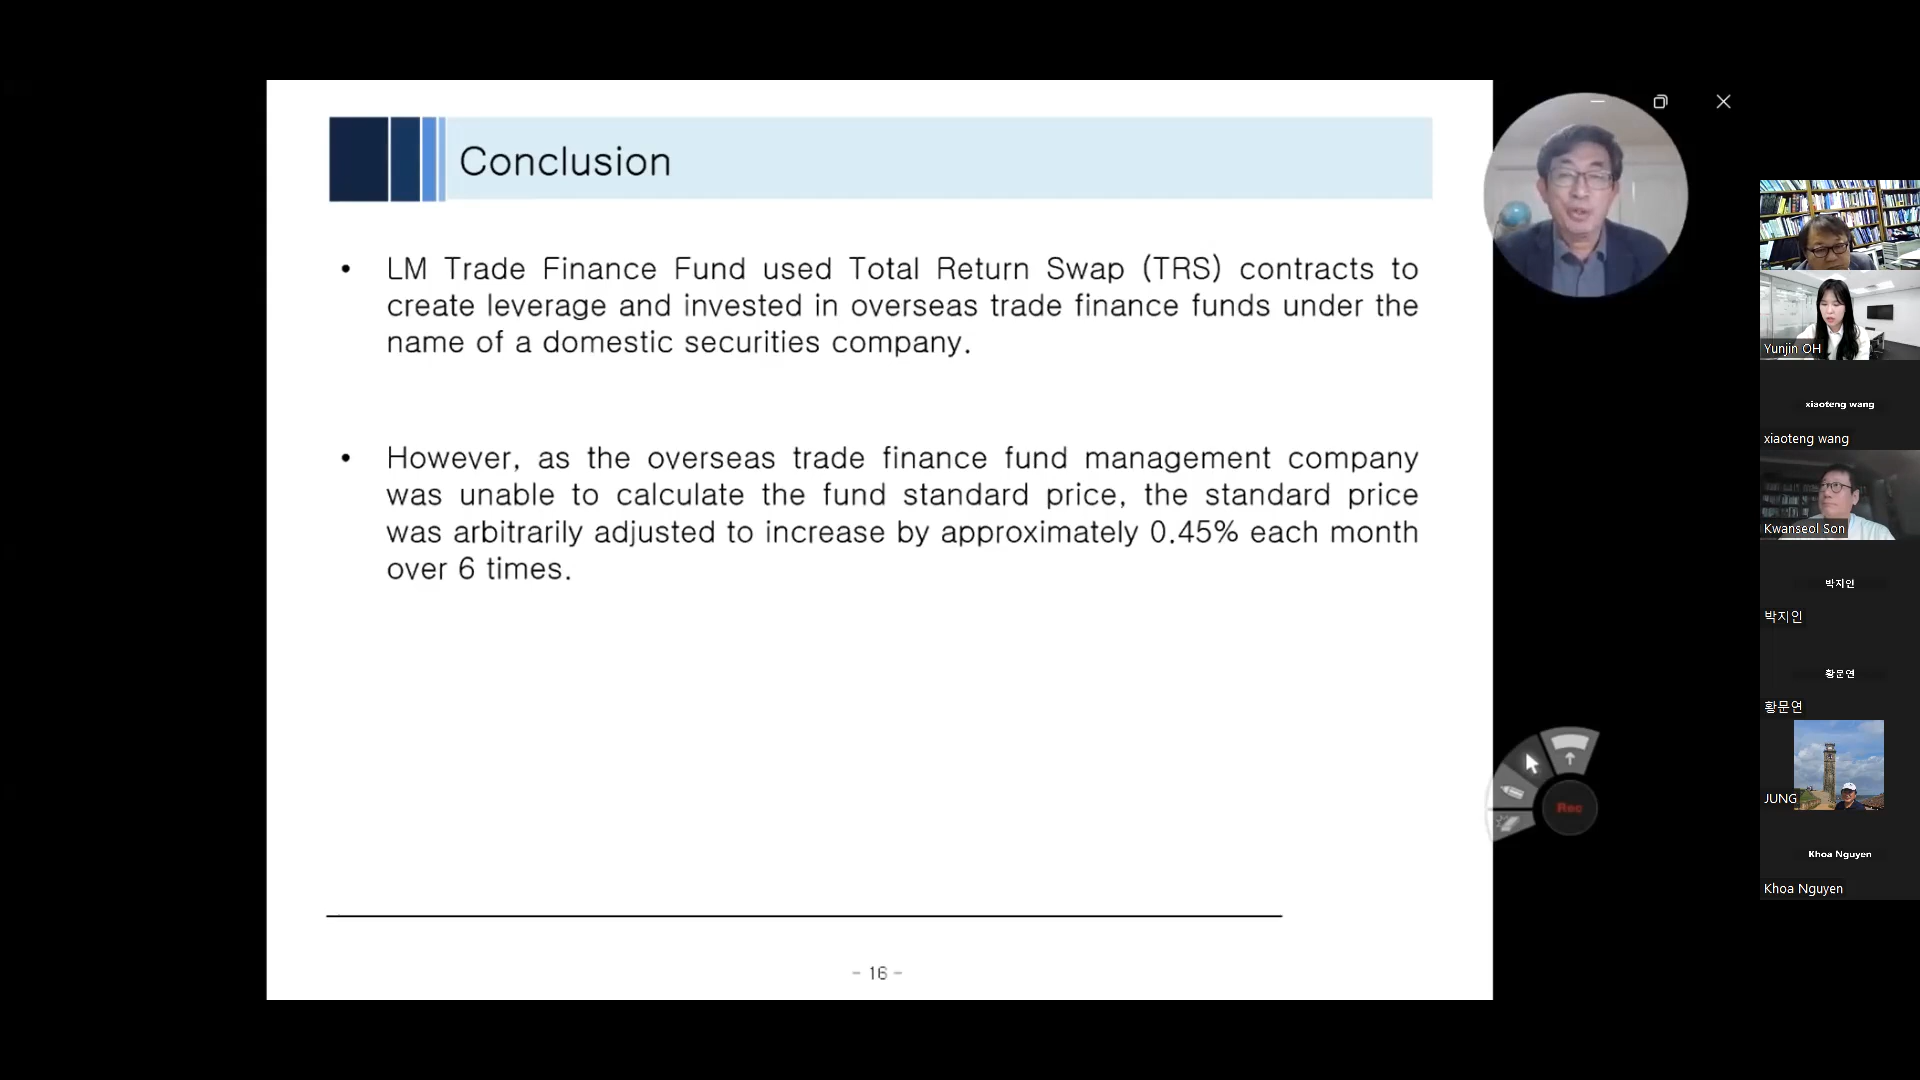 Conclusion
• LM Trade Finance Fund used Total Return Swap (TRS) contracts to
create leverage and invested in overseas trade finance funds under the
name of a domestic securities company.
• However, as the overseas trade finance fund management company
was unable to calculate the fund standard price, the standard price
was arbitrarily adjusted to increase by approximately 0.45% each month
over 6 times.
- 16 -
Rec
Yunjin OH
xiaoteng wang
xiaoteng wang
Kwanseol Son
박지인
박지인
황문연
황문연
JUNG
Khoa Nguyen
Khoa Nguyen